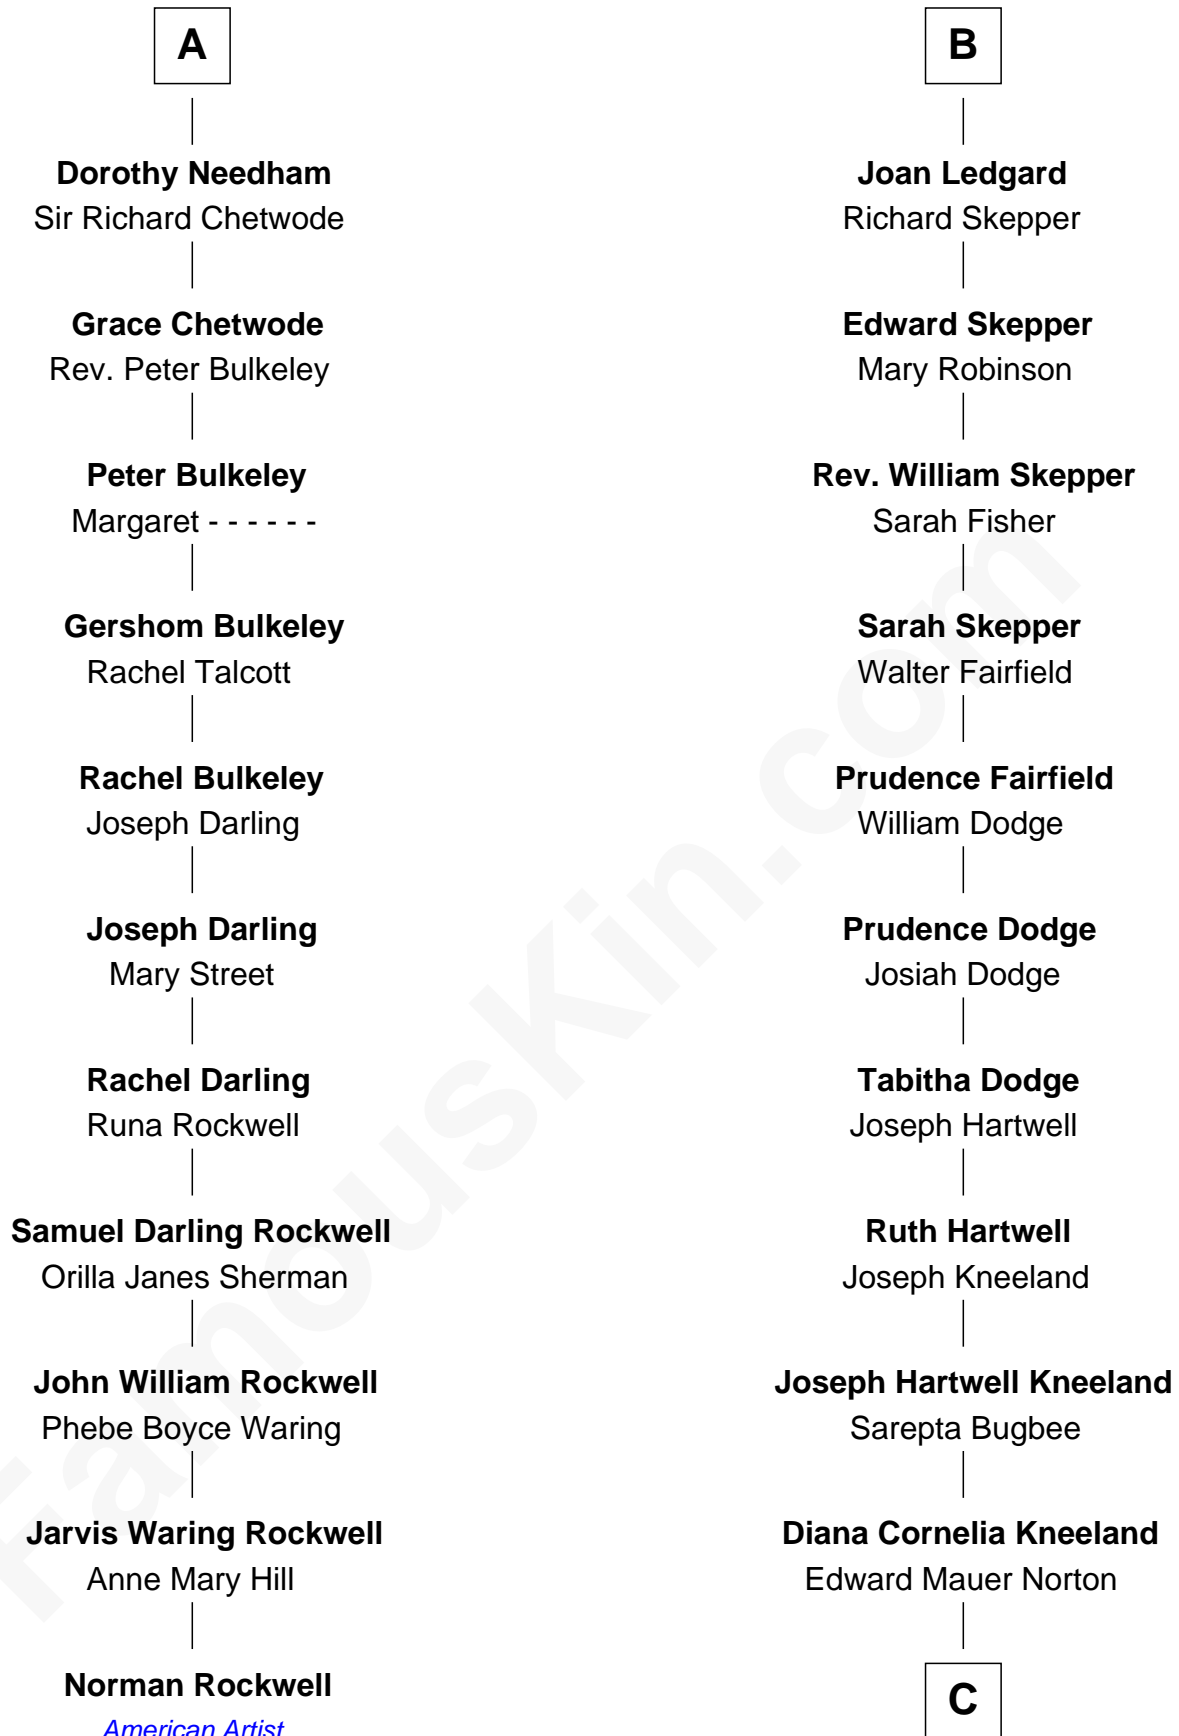 A
Dorothy Needham
Sir Richard Chetwode
Grace Chetwode
Rev. Peter Bulkeley
Peter Bulkeley
Margaret - - - - - -
Gershom Bulkeley
Rachel Talcott
Rachel Bulkeley
Joseph Darling
Joseph Darling
Mary Street
Rachel Darling
Runa Rockwell
Samuel Darling Rockwell
Orilla Janes Sherman
John William Rockwell
Phebe Boyce Waring
Jarvis Waring Rockwell
Anne Mary Hill
Norman Rockwell
American Artist
B
Joan Ledgard
Richard Skepper
Edward Skepper
Mary Robinson
Rev. William Skepper
Sarah Fisher
Sarah Skepper
Walter Fairfield
Prudence Fairfield
William Dodge
Prudence Dodge
Josiah Dodge
Tabitha Dodge
Joseph Hartwell
Ruth Hartwell
Joseph Kneeland
Joseph Hartwell Kneeland
Sarepta Bugbee
Diana Cornelia Kneeland
Edward Mauer Norton
C
FamousKin.com